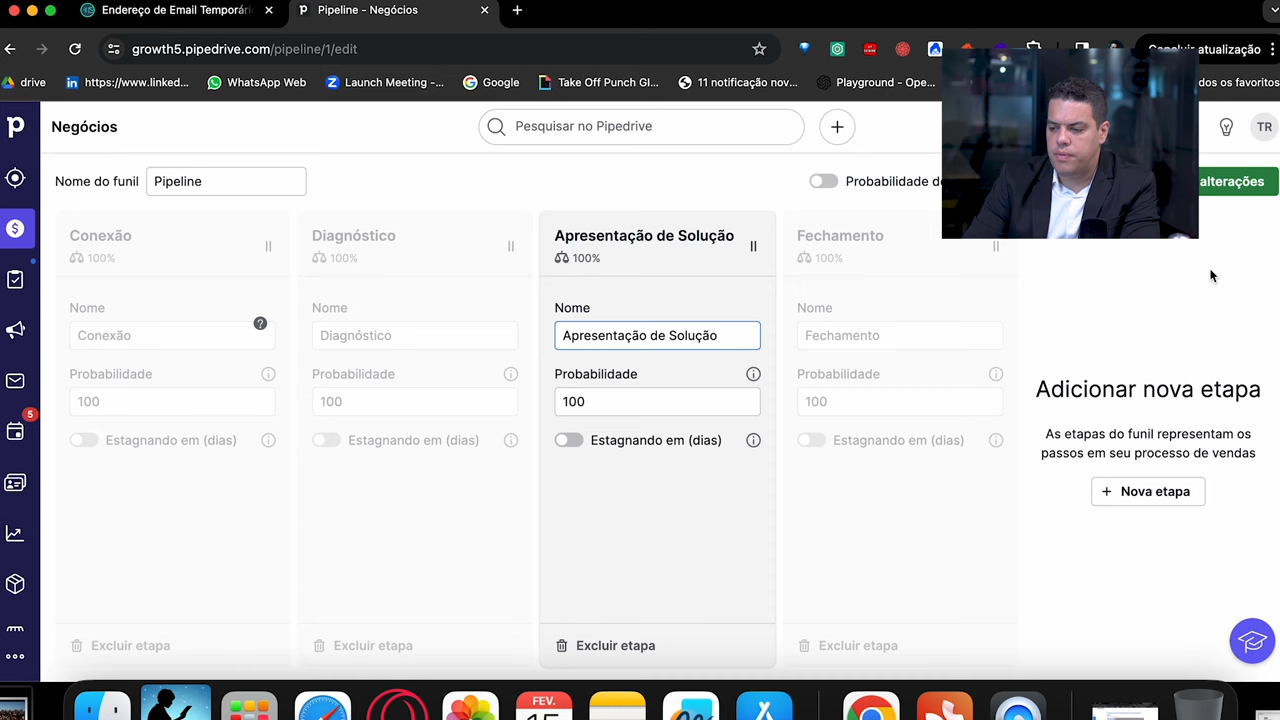 Endereço de Email Temporári
Pipeline - Negócios
growth5.pipedrive.com/pipeline/1/edit
Concluir atualização
drive
https://www.linked...
WhatsApp Web
Launch Meeting -...
Google
Take Off Punch Gl...
11 notificação nov...
Playground - Ope...
dos os favoritos
Negócios
Pesquisar no Pipedrive
TR
Nome do funil
Pipeline
Probabilidade de
alterações
Conexão
100%
Diagnóstico
100%
Apresentação de Solução
100%
Fechamento
100%
Nome
Conexão
Nome
Diagnóstico
Nome
Apresentação de Solução
Nome
Fechamento
Probabilidade
100
Probabilidade
100
Probabilidade
100
Probabilidade
100
Estagnando em (dias)
Estagnando em (dias)
Estagnando em (dias)
Estagnando em (dias)
Adicionar nova etapa
As etapas do funil representam os
passos em seu processo de vendas
+ Nova etapa
5
Excluir etapa
Excluir etapa
Excluir etapa
Excluir etapa
FEV.